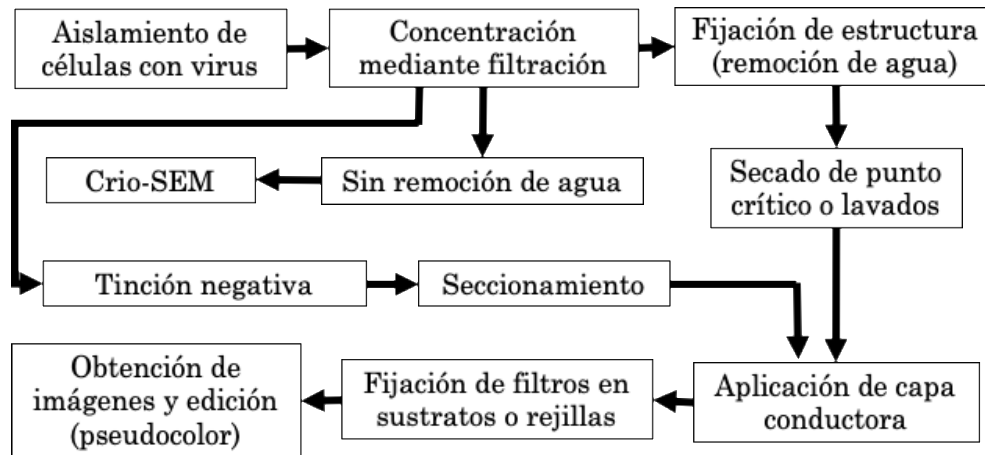 Aislamiento de
células con virus
Concentración
mediante filtración
Fijación de estructura
(remoción de agua)
Crio-SEM
Sin remoción de agua
Secado de punto
crítico o lavados
Tinción negativa
Seccionamiento
Obtención de
imágenes y edición
(pseudocolor)
Fijación de filtros en
sustratos o rejillas
Aplicación de capa
conductora